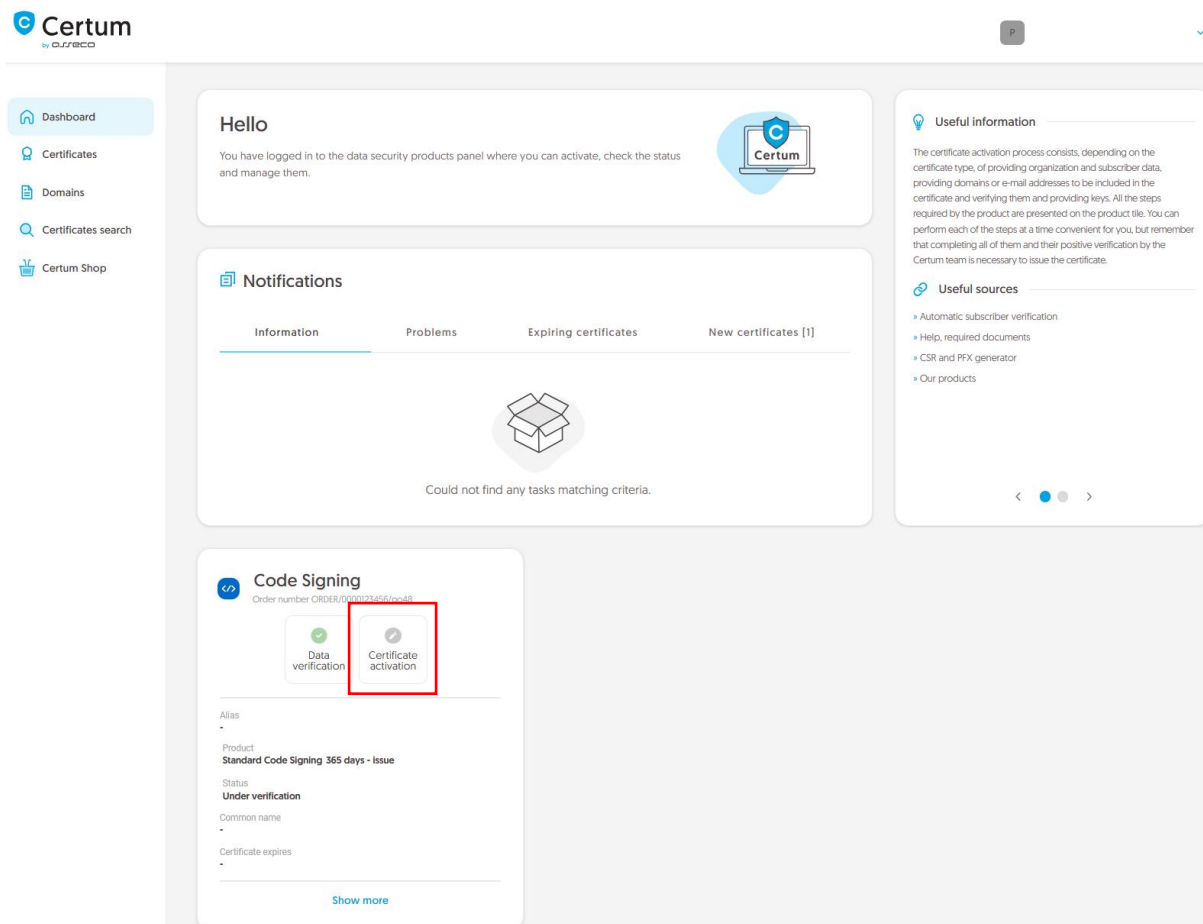 Certum
by asseco
P
Dashboard
Certificates
Domains
Certificates search
Certum Shop
Hello
You have logged in to the data security products panel where you can activate, check the status
and manage them.
Certum
Notifications
Information
Problems
Expiring certificates
New certificates [1]
Could not find any tasks matching criteria.
Useful information
The certificate activation process consists, depending on the
certificate type, of providing organization and subscriber data,
providing domains or e-mail addresses to be included in the
certificate and verifying them and providing keys. All the steps
required by the product are presented on the product tile. You can
perform each of the steps at a time convenient for you, but remember
that completing all of them and their positive verification by the
Certum team is necessary to issue the certificate.
Useful sources
» Automatic subscriber verification
» Help, required documents
» CSR and PFX generator
» Our products
Code Signing
Order number ORDER/0000123456/po48
Data
verification
Certificate
activation
Alias
-
Product
Standard Code Signing 365 days - issue
Status
Under verification
Common name
-
Certificate expires
-
Show more